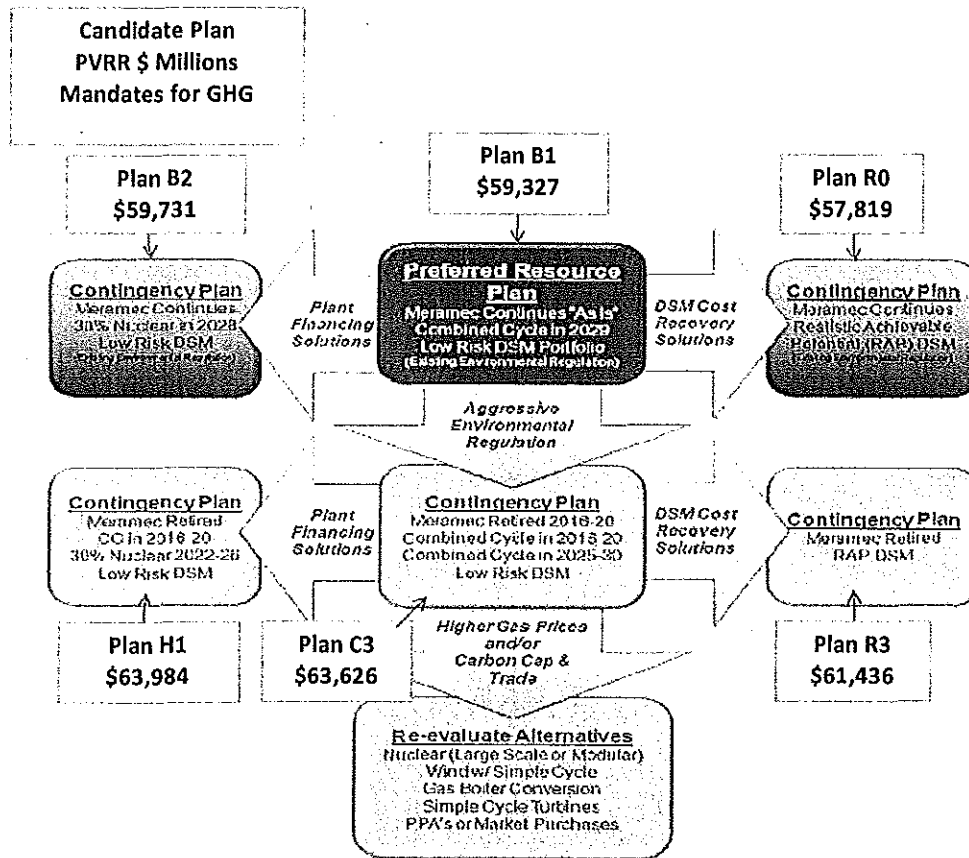 Candidate Plan
PVRR $ Millions
Mandates for GHG
Plan B2
$59,731
Plan B1
$59,327
Plan R0
$57,819
Contingency Plan
Meramec Continues
30% Nuclear in 2028
Low Risk DSM
(Existing Environmental Regulation)
Plant
Financing
Solutions
Preferred Resource
Plan
Meramec Continues "As Is"
Combined Cycle in 2029
Low Risk DSM Portfolio
(Existing Environmental Regulation)
DSM Cost
Recovery
Solutions
Contingency Plan
Meramec Continues
Realistic Achievable
Potential (RAP) DSM
(Existing Environmental Regulation)
Aggressive
Environmental
Regulation
Contingency Plan
Meramec Retired
CC in 2016-20
30% Nuclear 2022-26
Low Risk DSM
Plant
Financing
Solutions
Contingency Plan
Meramec Retired 2016-20
Combined Cycle in 2016-20
Combined Cycle in 2025-30
Low Risk DSM
DSM Cost
Recovery
Solutions
Contingency Plan
Meramec Retired
RAP DSM
Plan H1
$63,984
Plan C3
$63,626
Higher Gas Prices
and/or
Carbon Cap &
Trade
Plan R3
$61,436
Re-evaluate Alternatives
Nuclear (Large Scale or Modular)
Wind w/ Simple Cycle
Gas Boiler Conversion
Simple Cycle Turbines
PPA's or Market Purchases